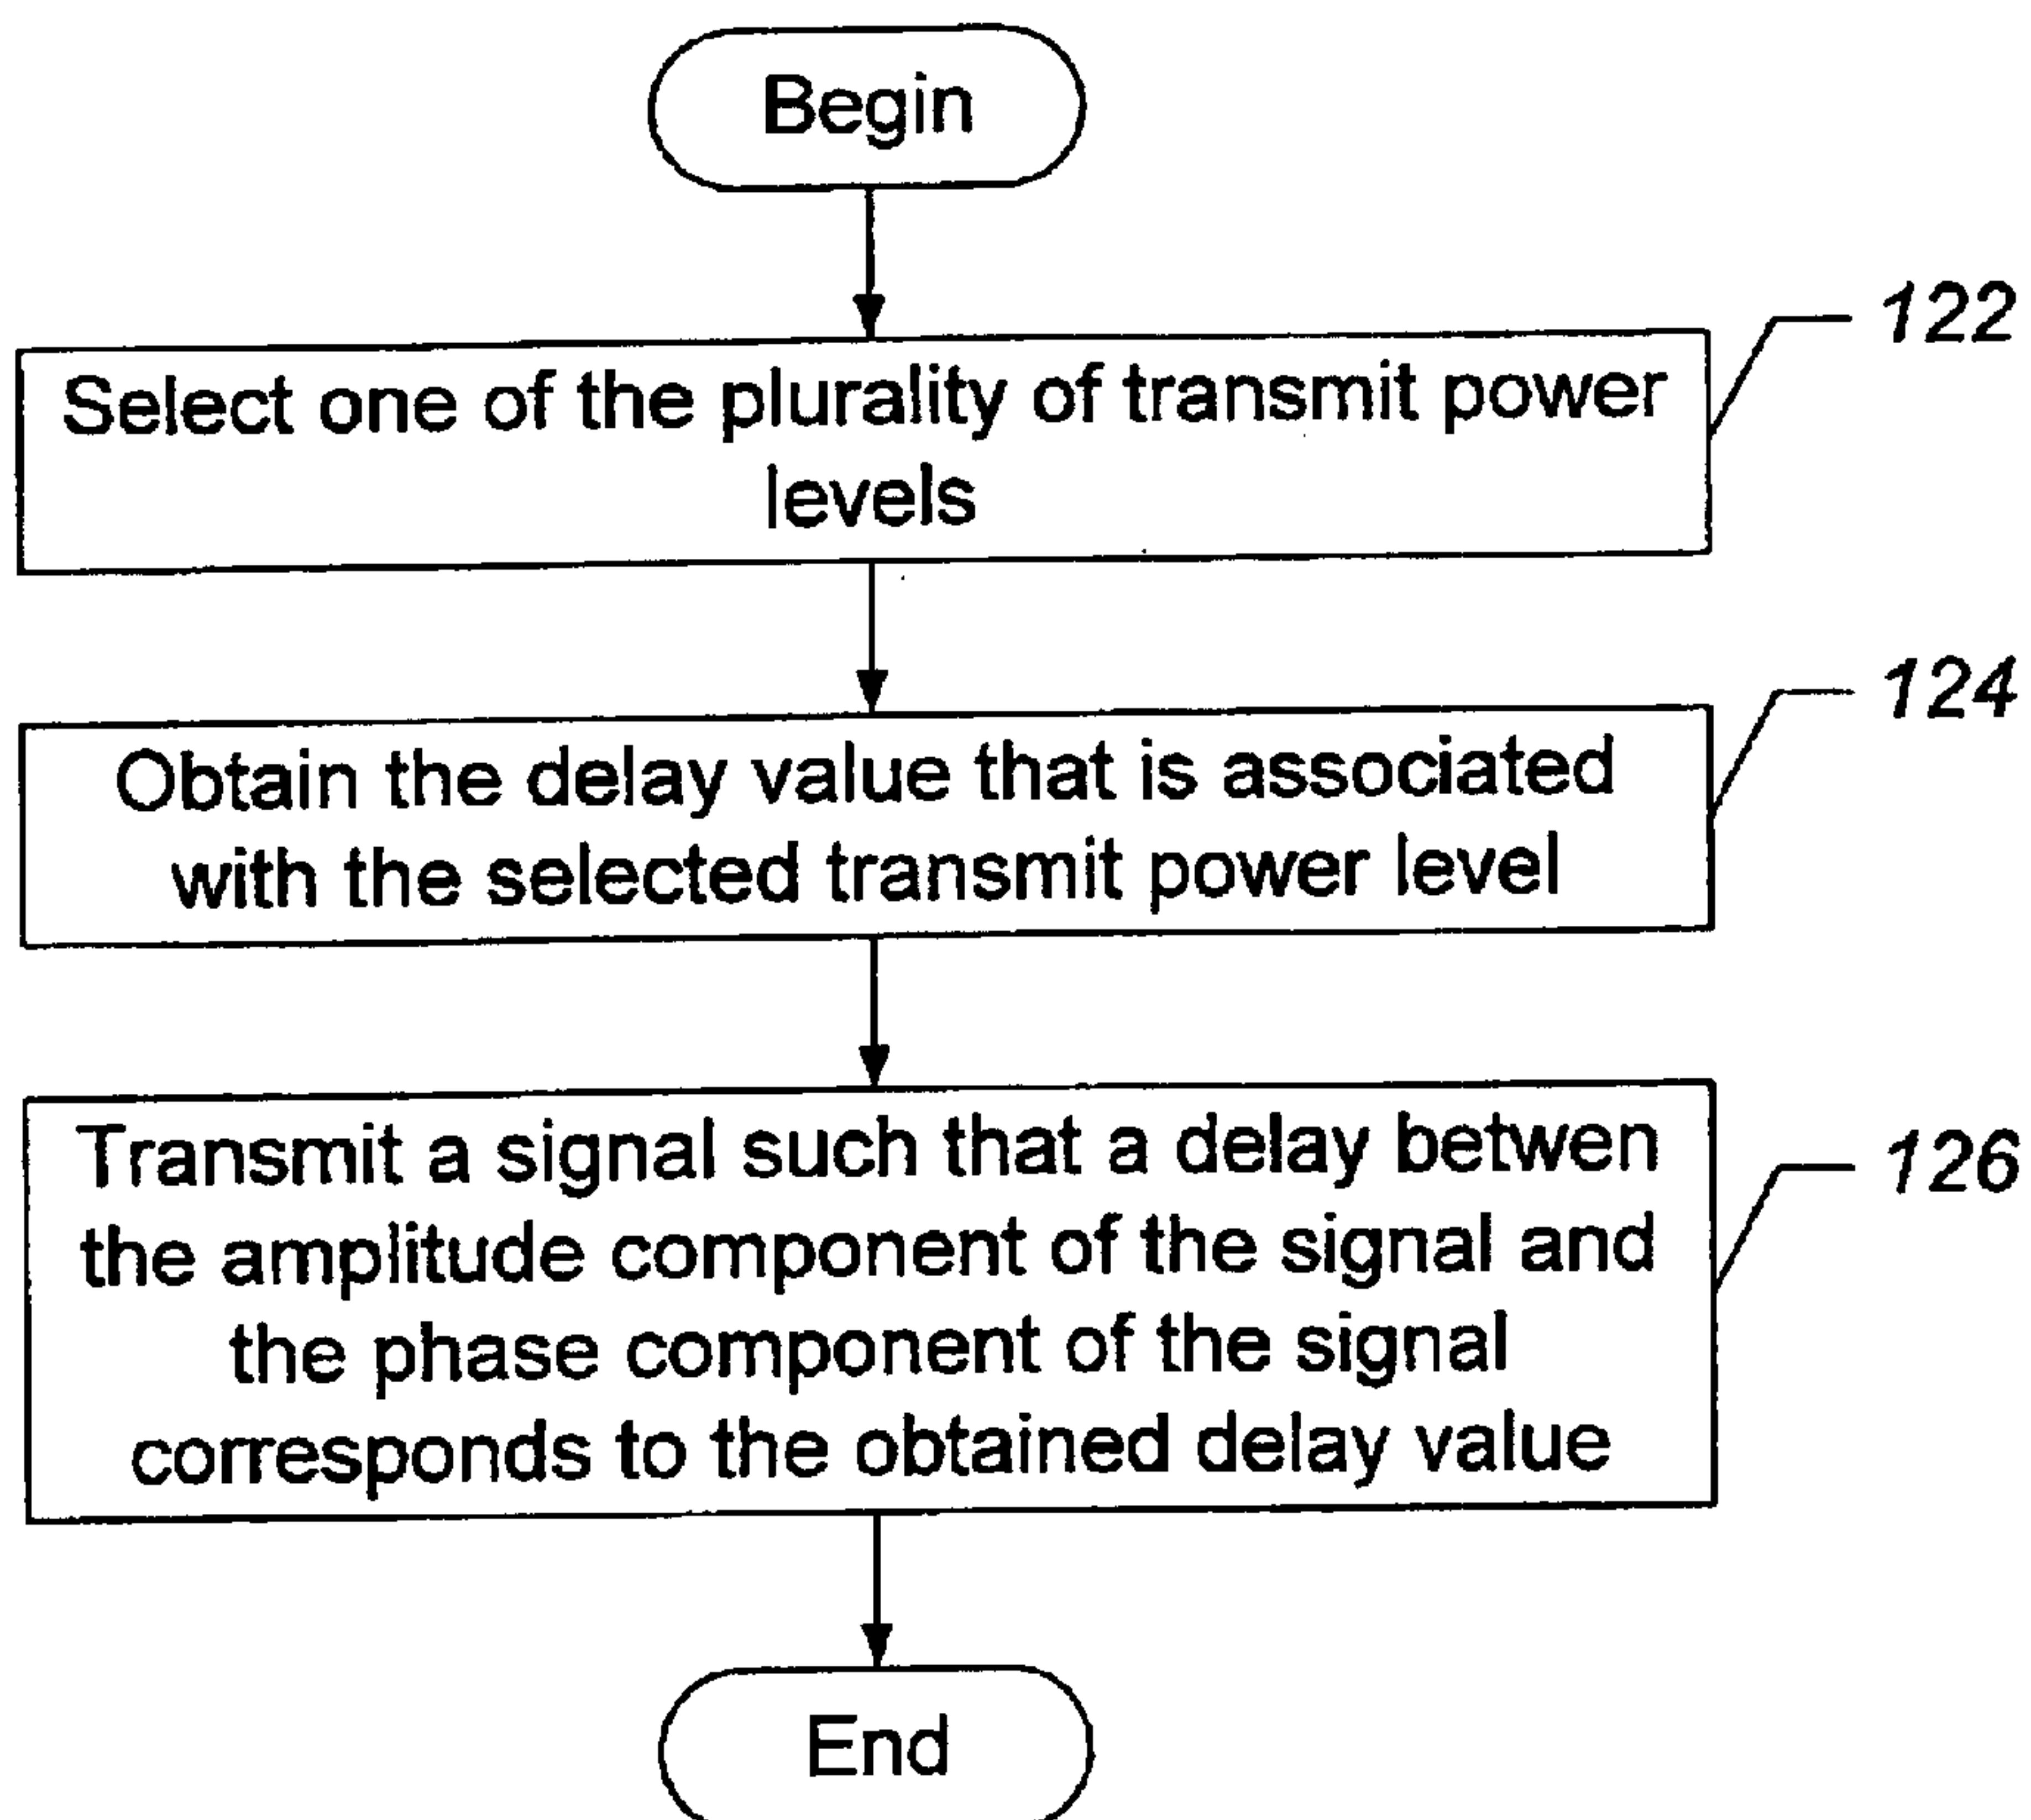 Begin
122
Select one of the plurality of transmit power
levels
124
Obtain the delay value that is associated
with the selected transmit power level
126
Transmit a signal such that a delay betwen
the amplitude component of the signal and
the phase component of the signal
corresponds to the obtained delay value
End